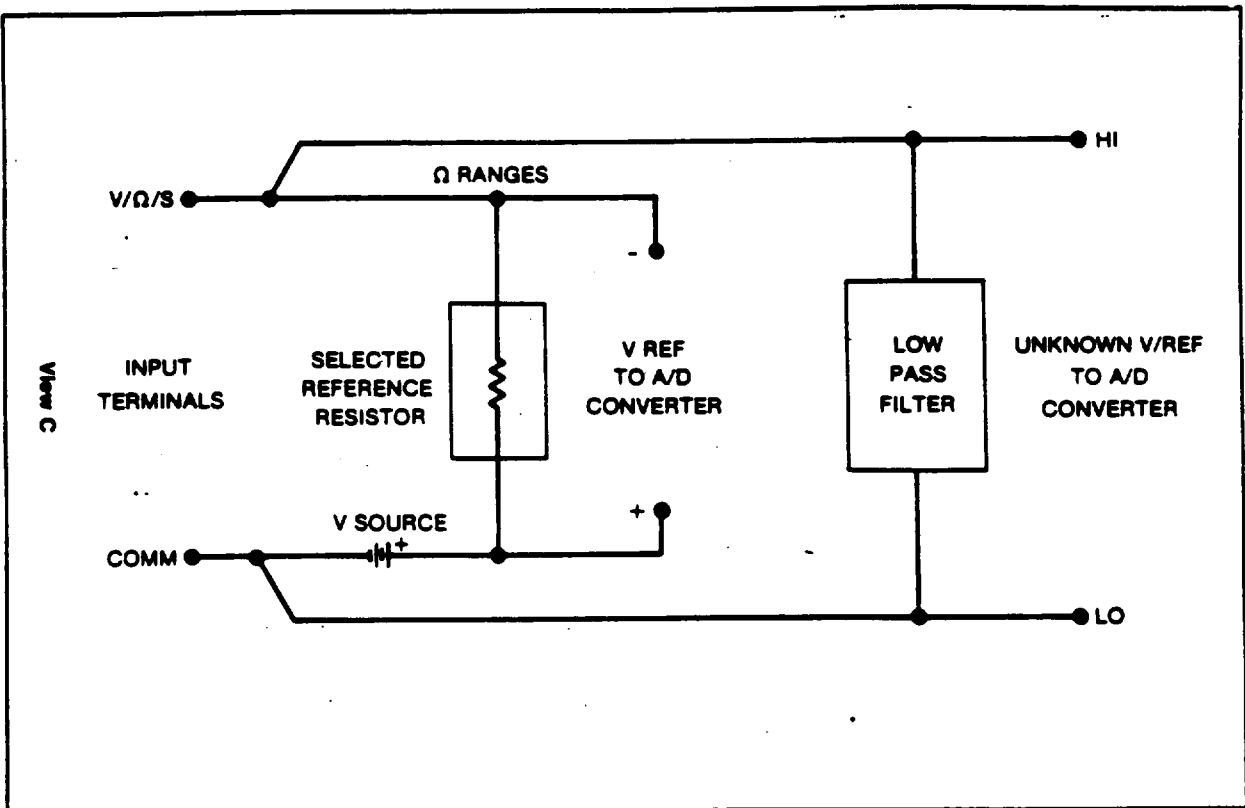 HI
Ω RANGES
V/Ω/S
-
INPUT
TERMINALS
SELECTED
REFERENCE
RESISTOR
V REF
TO A/D
CONVERTER
LOW
PASS
FILTER
UNKNOWN V/REF
TO A/D
CONVERTER
View C
+
V SOURCE
+
COMM
LO